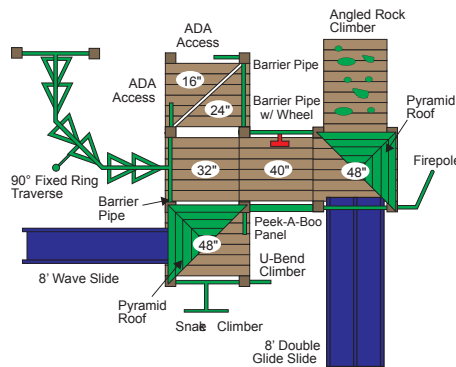 ADA
Access
Angled Rock
Climber
ADA
Access
16"
24"
Barrier Pipe
Barrier Pipe
w/ Wheel
Pyramid
Roof
Firepole
32"
40"
48"
90° Fixed Ring
Traverse
Barrier
Pipe
Peek-A-Boo
Panel
48"
U-Bend
Climber
8' Wave Slide
Pyramid
Roof
Snake Climber
8' Double
Glide Slide